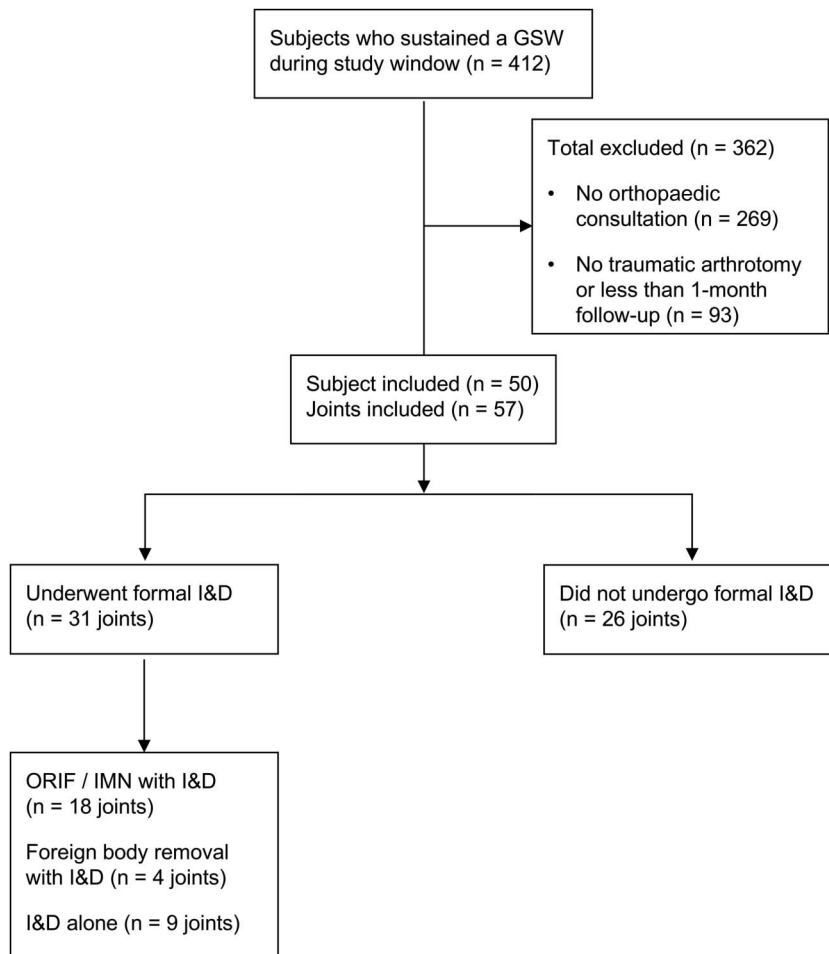 Subjects who sustained a GSW
during study window (n = 412)
Total excluded (n = 362)
• No orthopaedic
consultation (n = 269)
• No traumatic arthrotomy
or less than 1-month
follow-up (n = 93)
Subject included (n = 50)
Joints included (n = 57)
Underwent formal I&D
(n = 31 joints)
Did not undergo formal I&D
(n = 26 joints)
ORIF / IMN with I&D
(n = 18 joints)
Foreign body removal
with I&D (n = 4 joints)
I&D alone (n = 9 joints)